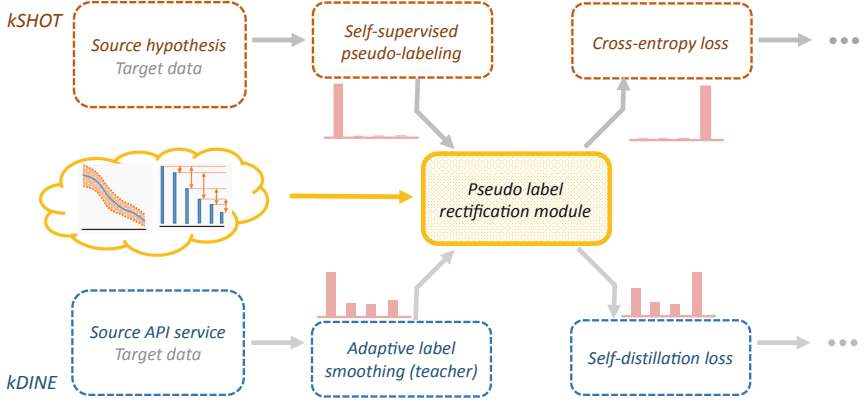 kSHOT
Source hypothesis
Target data
Self-supervised
pseudo-labeling
Cross-entropy loss
Pseudo label
rectification module
Source API service
Target data
Adaptive label
smoothing (teacher)
Self-distillation loss
kDINE